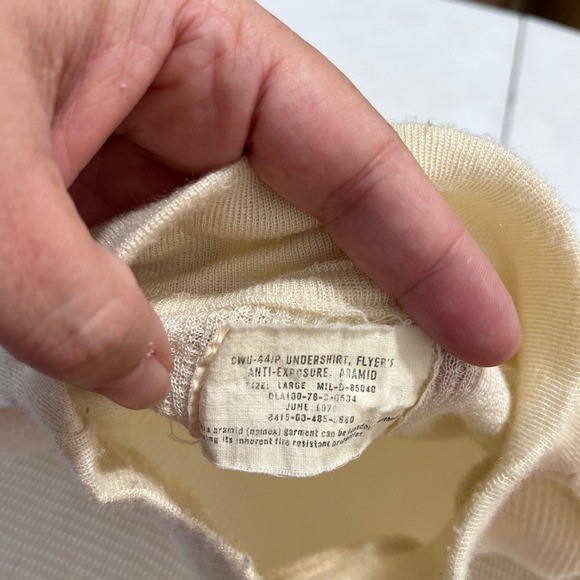 CWU-44/P UNDERSHIRT, FLYER'S
ANTI-EXPOSURE, ARAMID
SIZE: LARGE MIL-D-85040
DLA100-78-C-0534
JUNE 197
8415-00-485-
aramid (nomex) garment can be
its inherent fire resistant